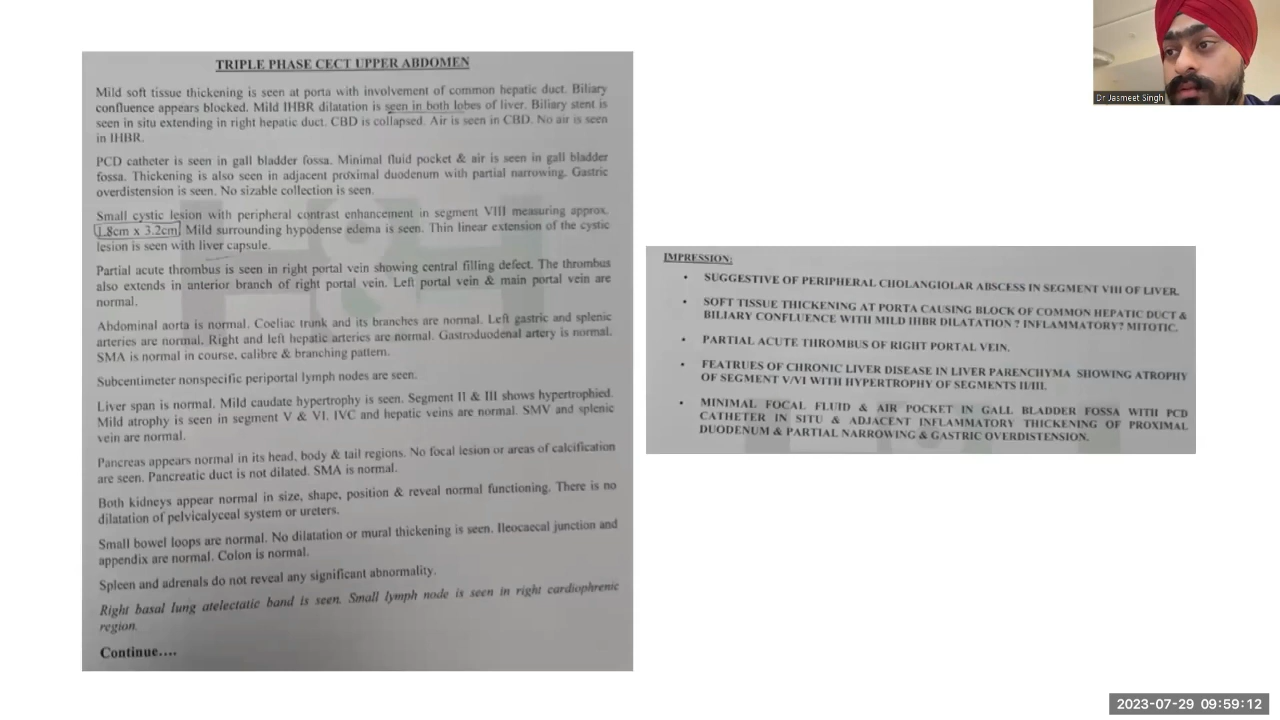 TRIPLE PHASE CECT UPPER ABDOMEN
Mild soft tissue thickening is seen at porta with involvement of common hepatic duct. Biliary
confluence appears blocked. Mild IHBR dilatation is seen in both lobes of liver. Biliary stent is
seen in situ extending in right hepatic duct. CBD is collapsed. Air is seen in CBD. No air is seen
in IHBR.
PCD catheter is seen in gall bladder fossa. Minimal fluid pocket & air is seen in gall bladder
fossa. Thickening is also seen in adjacent proximal duodenum with partial narrowing. Gastric
overdistension is seen. No sizable collection is seen.
Small cystic lesion with peripheral contrast enhancement in segment VIII measuring approx.
1.8cm x 3.2cm Mild surrounding hypodense edema is seen. Thin linear extension of the cystic
lesion is seen with liver capsule.
Partial acute thrombus is seen in right portal vein showing central filling defect. The thrombus
also extends in anterior branch of right portal vein. Left portal vein & main portal vein are
normal.
Abdominal aorta is normal. Coeliac trunk and its branches are normal. Left gastric and splenic
arteries are normal. Right and left hepatic arteries are normal. Gastroduodenal artery is normal.
SMA is normal in course, calibre & branching pattern.
Subcentimeter nonspecific periportal lymph nodes are seen.
Liver span is normal. Mild caudate hypertrophy is seen. Segment II & III shows hypertrophied.
Mild atrophy is seen in segment V & VI. IVC and hepatic veins are normal. SMV and splenic
vein are normal.
Pancreas appears normal in its head, body & tail regions. No focal lesion or areas of calcification
are seen. Pancreatic duct is not dilated. SMA is normal.
Both kidneys appear normal in size, shape, position & reveal normal functioning. There is no
dilatation of pelvicalyceal system or ureters.
Small bowel loops are normal. No dilatation or mural thickening is seen. Ileocaecal junction and
appendix are normal. Colon is normal.
Spleen and adrenals do not reveal any significant abnormality.
Right basal lung atelectatic band is seen. Small lymph node is seen in right cardiophrenic
region.
Continue....
IMPRESSION:
• SUGGESTIVE OF PERIPHERAL CHOLANGIOLAR ABSCESS IN SEGMENT VIII OF LIVER.
• SOFT TISSUE THICKENING AT PORTA CAUSING BLOCK OF COMMON HEPATIC DUCT &
BILIARY CONFLUENCE WITH MILD IHBR DILATATION ? INFLAMMATORY? MITOTIC.
• PARTIAL ACUTE THROMBUS OF RIGHT PORTAL VEIN.
• FEATRUES OF CHRONIC LIVER DISEASE IN LIVER PARENCHYMA SHOWING ATROPHY
OF SEGMENT V/VI WITH HYPERTROPHY OF SEGMENTS II/III.
• MINIMAL FOCAL FLUID & AIR POCKET IN GALL BLADDER FOSSA WITH PCD
CATHETER IN SITU & ADJACENT INFLAMMATORY THICKENING OF PROXIMAL
DUODENUM & PARTIAL NARROWING & GASTRIC OVERDISTENSION.
Dr Jasmeet Singh
2023-07-29 09:59:12